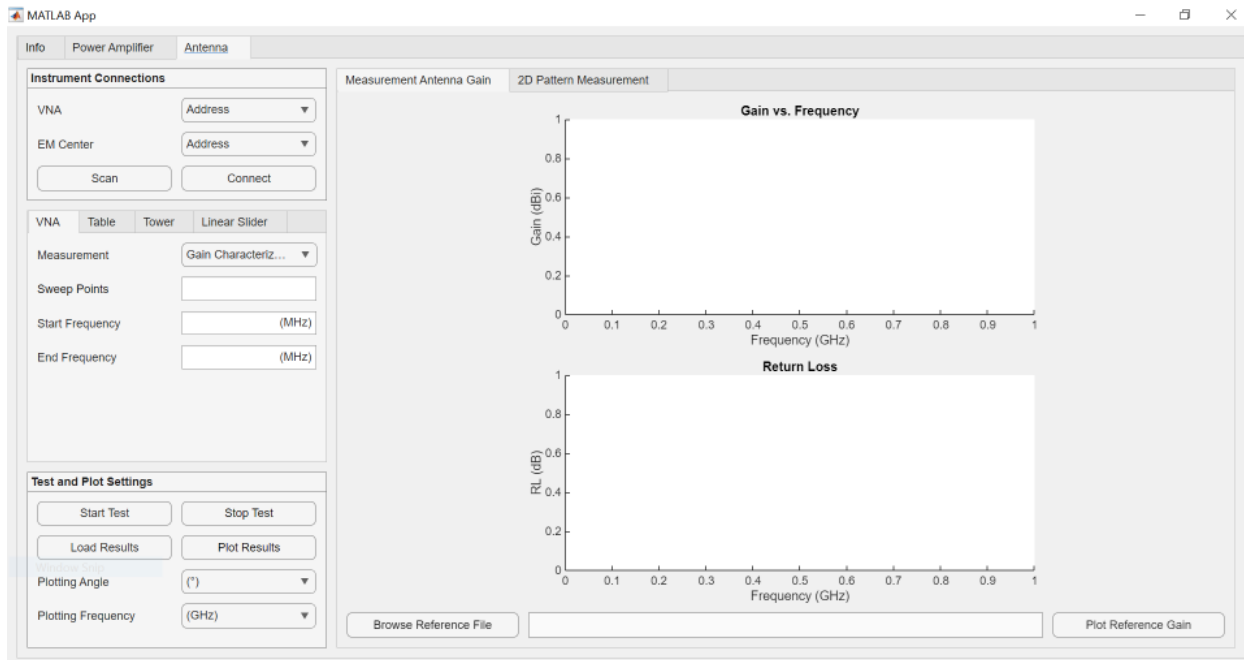 MATLAB App
Info Power Amplifier Antenna
Instrument Connections
VNA Address
EM Center Address
Scan Connect
VNA Table Tower Linear Slider
Measurement Gain Characteriz...
Sweep Points
Start Frequency (MHz)
End Frequency (MHz)
Test and Plot Settings
Start Test Stop Test
Load Results Plot Results
Window Snip
Plotting Angle (°)
Plotting Frequency (GHz)
Measurement Antenna Gain 2D Pattern Measurement
Gain vs. Frequency
1
0.8
0.6
0.4
0.2
0
Gain (dBi)
0 0.1 0.2 0.3 0.4 0.5 0.6 0.7 0.8 0.9 1
Frequency (GHz)
Return Loss
1
0.8
0.6
0.4
0.2
0
RL (dB)
0 0.1 0.2 0.3 0.4 0.5 0.6 0.7 0.8 0.9 1
Frequency (GHz)
Browse Reference File Plot Reference Gain